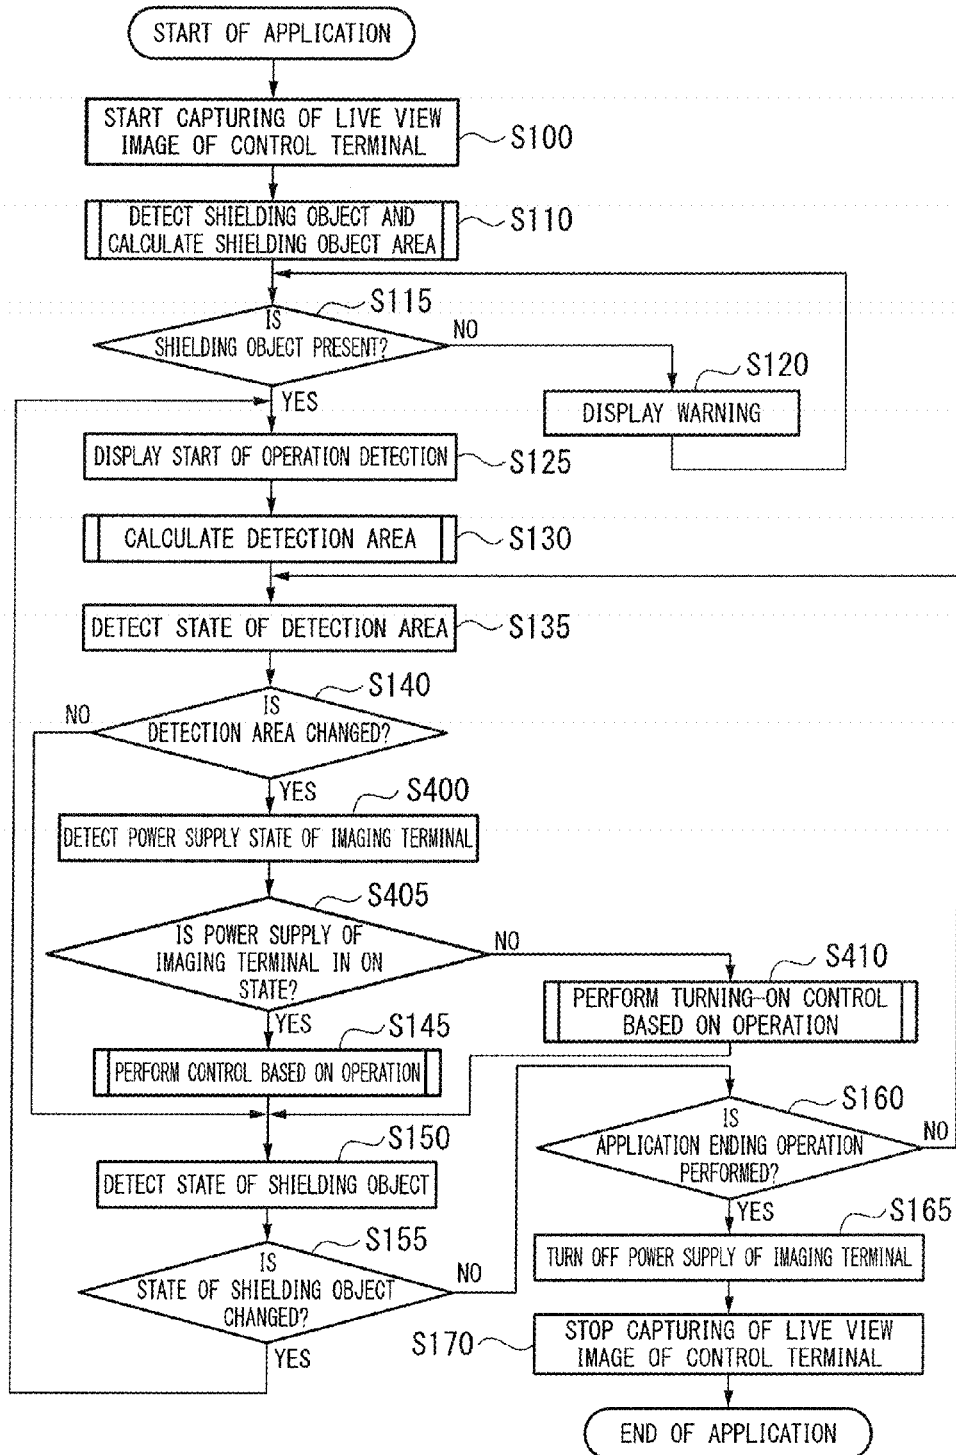 START OF APPLICATION
START CAPTURING OF LIVE VIEW
IMAGE OF CONTROL TERMINAL
S100
DETECT SHIELDING OBJECT AND
CALCULATE SHIELDING OBJECT AREA
S110
S115
IS
SHIELDING OBJECT PRESENT?
NO
YES
S120
DISPLAY WARNING
DISPLAY START OF OPERATION DETECTION
S125
CALCULATE DETECTION AREA
S130
DETECT STATE OF DETECTION AREA
S135
S140
IS
DETECTION AREA CHANGED?
NO
YES
S400
DETECT POWER SUPPLY STATE OF IMAGING TERMINAL
S405
IS POWER SUPPLY OF
IMAGING TERMINAL IN ON
STATE?
NO
YES
S410
PERFORM TURNING-ON CONTROL
BASED ON OPERATION
S145
PERFORM CONTROL BASED ON OPERATION
S150
DETECT STATE OF SHIELDING OBJECT
S155
IS
STATE OF SHIELDING OBJECT
CHANGED?
NO
YES
S160
IS
APPLICATION ENDING OPERATION
PERFORMED?
NO
YES
S165
TURN OFF POWER SUPPLY OF IMAGING TERMINAL
S170
STOP CAPTURING OF LIVE VIEW
IMAGE OF CONTROL TERMINAL
END OF APPLICATION